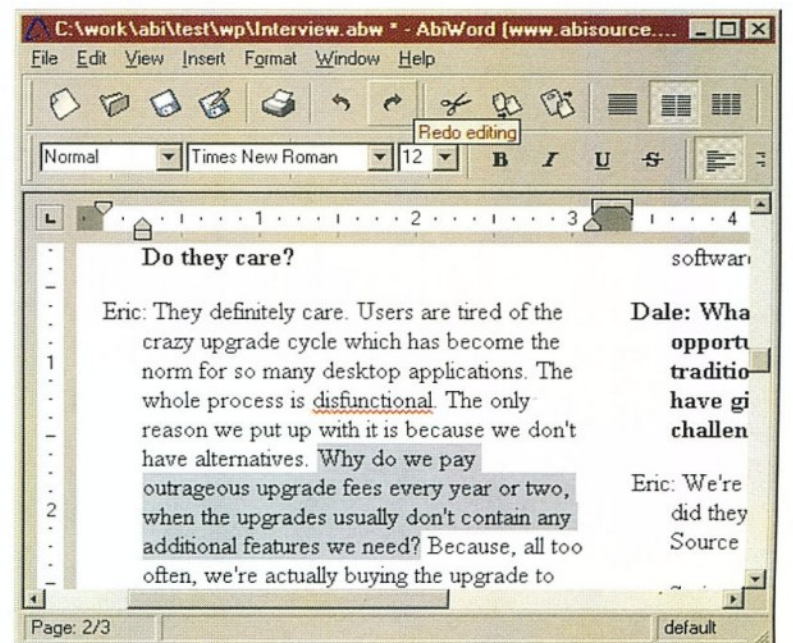 C:\work\abi\test\wp\Interview.abw * - AbiWord (www.abisource....
File Edit View Insert Format Window Help
Redo editing
Normal Times New Roman 12 B I U S
1 2 3 4
Do they care?
Eric: They definitely care. Users are tired of the
crazy upgrade cycle which has become the
norm for so many desktop applications. The
whole process is disfunctional. The only
reason we put up with it is because we don't
have alternatives. Why do we pay
outrageous upgrade fees every year or two,
when the upgrades usually don't contain any
additional features we need? Because, all too
often, we're actually buying the upgrade to
softwar
Dale: Wha
opportu
traditio
have gi
challen
Eric: We're
did they
Source
1
2
Page: 2/3 default